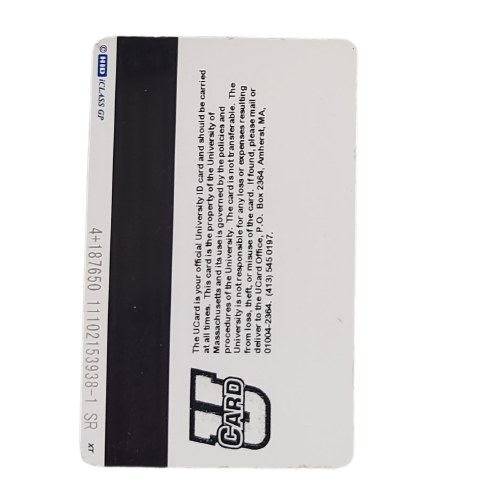 © HID iCLASS GP
4+187650 11102153938-1 SR
XT
The UCard is your official University ID card and should be carried
at all times. This card is the property of the University of
Massachusetts and its use is governed by the policies and
procedures of the University. The card is not transferable. The
University is not responsible for any loss or expenses resulting
from loss, theft, or misuse of the card. If found, please mail or
deliver to the UCard Office, P.O. Box 2364, Amherst, MA,
01004-2364. (413) 545 0197.
U
CARD